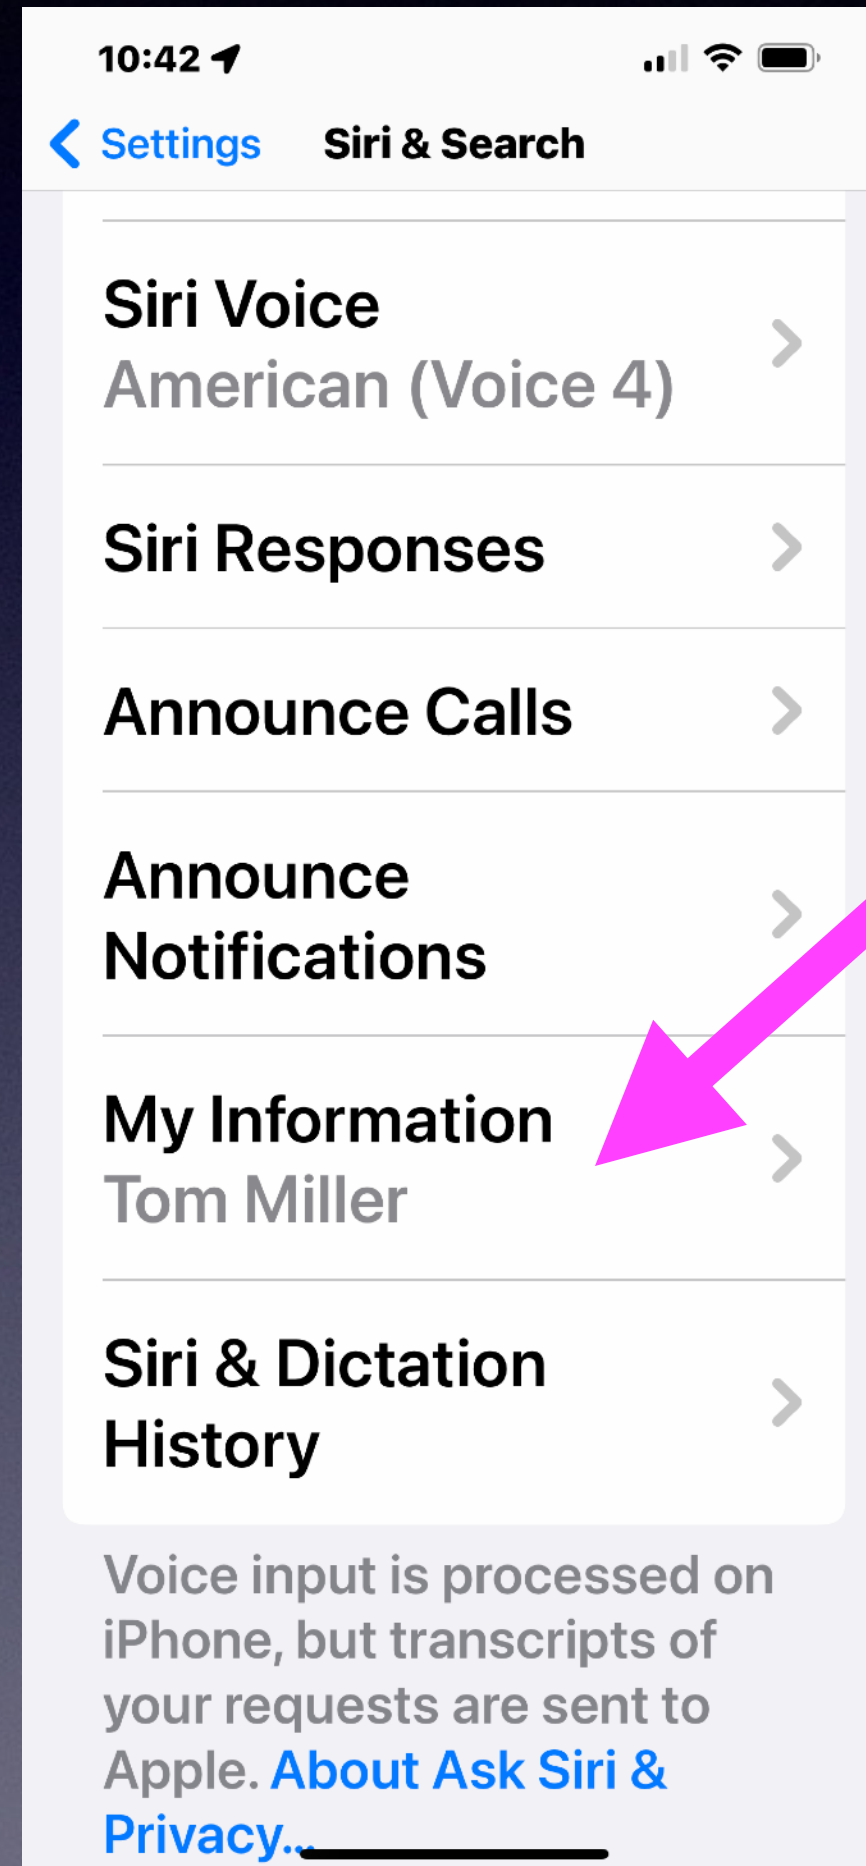 10:42
Settings Siri & Search
Siri Voice
American (Voice 4)
Siri Responses
Announce Calls
Announce
Notifications
My Information
Tom Miller
Siri & Dictation
History
Voice input is processed on
iPhone, but transcripts of
your requests are sent to
Apple. About Ask Siri &
Privacy...